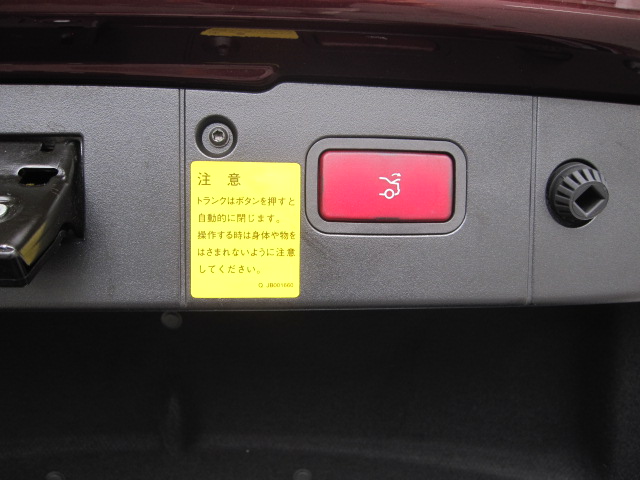 注 意
トランクはボタンを押すと
自動的に閉じます。
操作する時は身体や物を
はさまれないように注意
してください。
Q JB001600